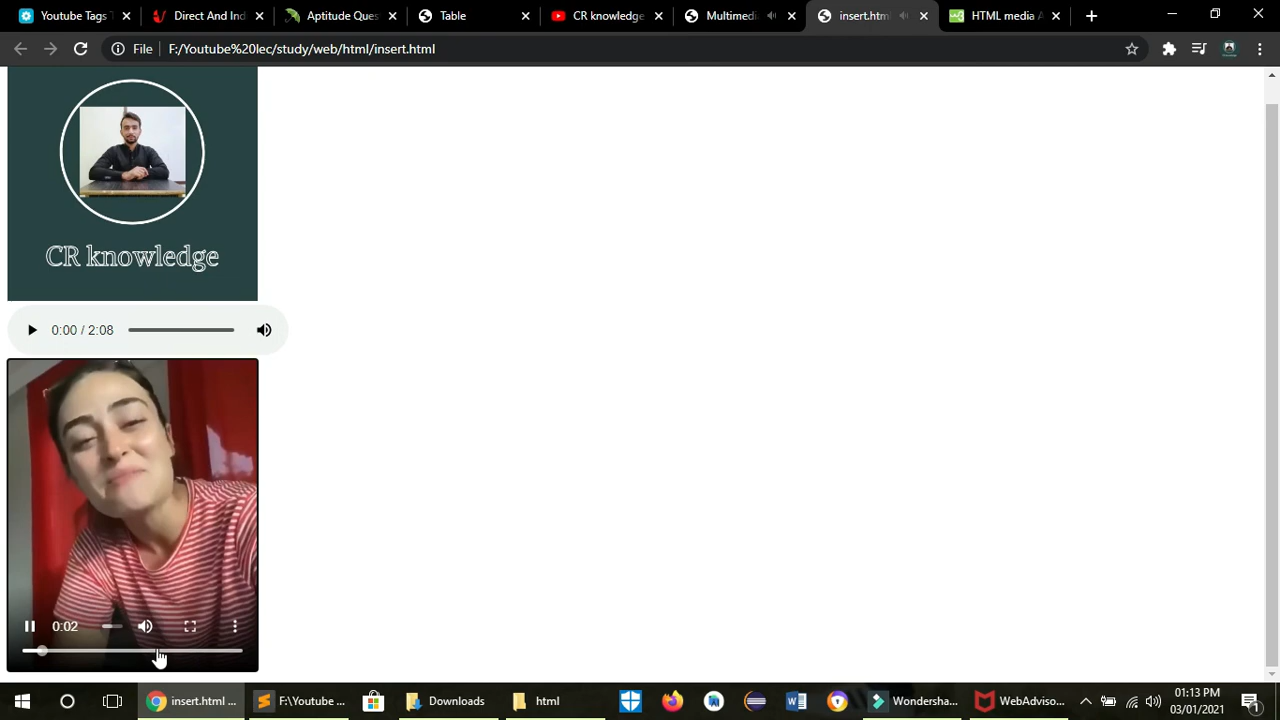 Youtube Tags T
Direct And Ind
Aptitude Ques
Table
CR knowledge
Multimedi
insert.htm
HTML media A
File
F:/Youtube%20lec/study/web/html/insert.html
CR knowledge
0:00 / 2:08
0:02
insert.html ...
F:\Youtube ...
Downloads
html
Wondersha...
WebAdviso...
01:13 PM
03/01/2021
1